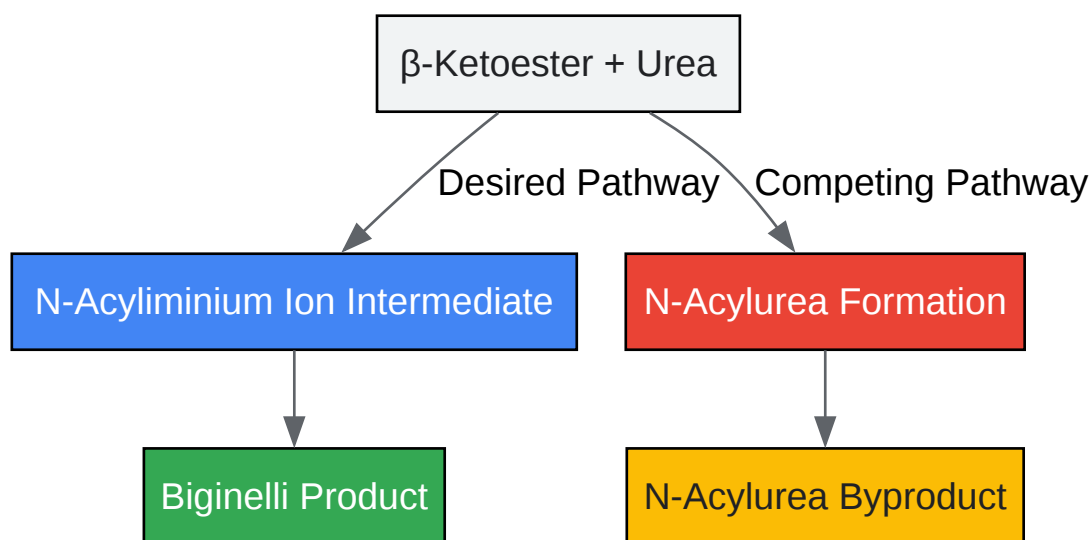 β-Ketoester + Urea
Desired Pathway
Competing Pathway
N-Acyliminium Ion Intermediate
N-Acylurea Formation
Biginelli Product
N-Acylurea Byproduct